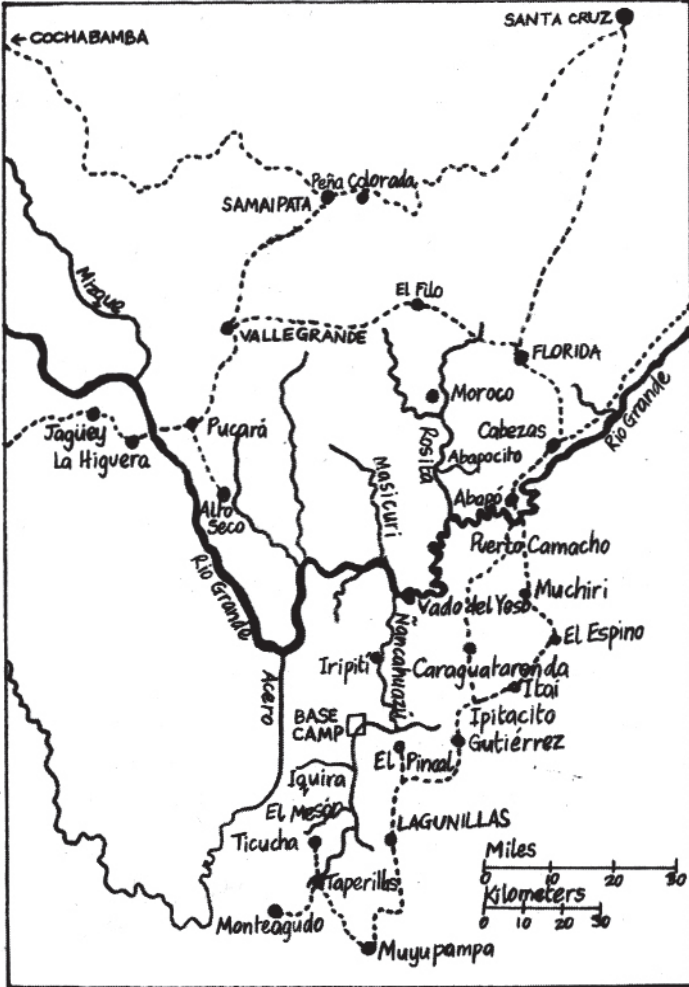 SANTA CRUZ
← COCHABAMBA
Peña Colorada
SAMAIPATA
Mizque
El Filo
VALLEGRANDE
FLORIDA
Moroco
Rio Grande
Jagüey
Pucará
Cabezas
La Higuera
Rosita
Abapocito
Masicuri
Alto
Seco
Abapó
Puerto Camacho
Rio Grande
Muchiri
Vado del Yeso
El Espino
Ñancahuazú
Iripití
Caraguatarenda
Acero
Itai
BASE
CAMP
Ipitacito
Gutiérrez
El Pincal
Iquira
El Mesón
LAGUNILLAS
Ticucha
Miles
0 10 20 30
Kilometers
0 10 20 30
Taperillas
Monteagudo
Muyupampa